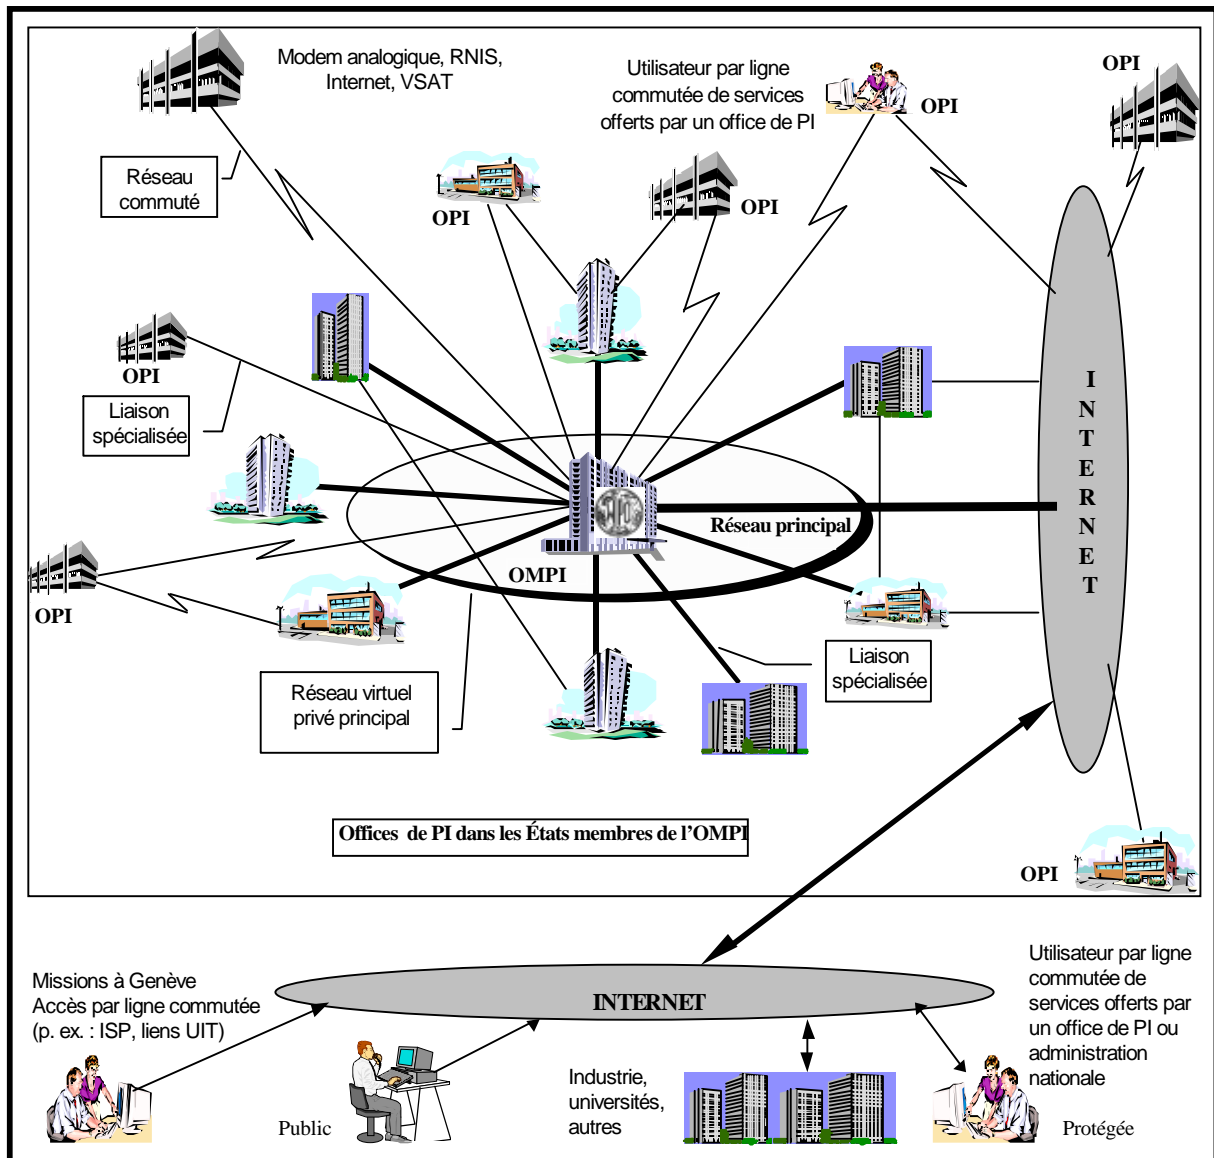 Modem analogique, RNIS,
Internet, VSAT
Utilisateur par ligne
commutée de services
offerts par un office de PI
OPI
OPI
Réseau
commuté
OPI
OPI
OPI
Liaison
spécialisée
INTERNET
Réseau principal
OMPI
OPI
Réseau virtuel
privé principal
Liaison
spécialisée
Offices de PI dans les États membres de l'OMPI
OPI
Missions à Genève
Accès par ligne commutée
(p. ex. : ISP, liens UIT)
INTERNET
Utilisateur par ligne
commutée de
services offerts par
un office de PI ou
administration
nationale
Public
Industrie,
universités,
autres
Protégée